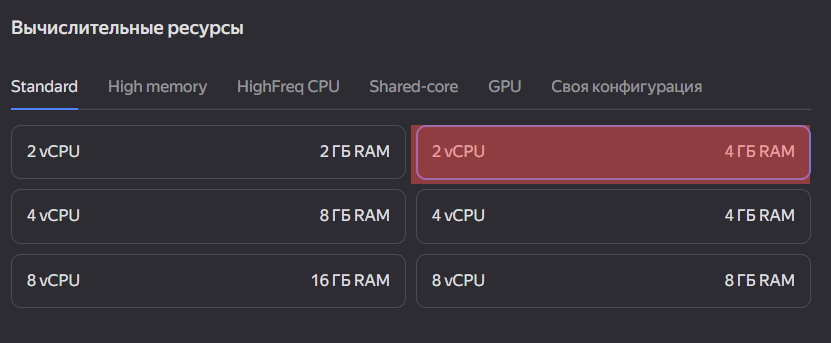 Вычислительные ресурсы
Standard High memory HighFreq CPU Shared-core GPU Своя конфигурация
2 vCPU 2 ГБ RAM 2 vCPU 4 ГБ RAM
4 vCPU 8 ГБ RAM 4 vCPU 4 ГБ RAM
8 vCPU 16 ГБ RAM 8 vCPU 8 ГБ RAM